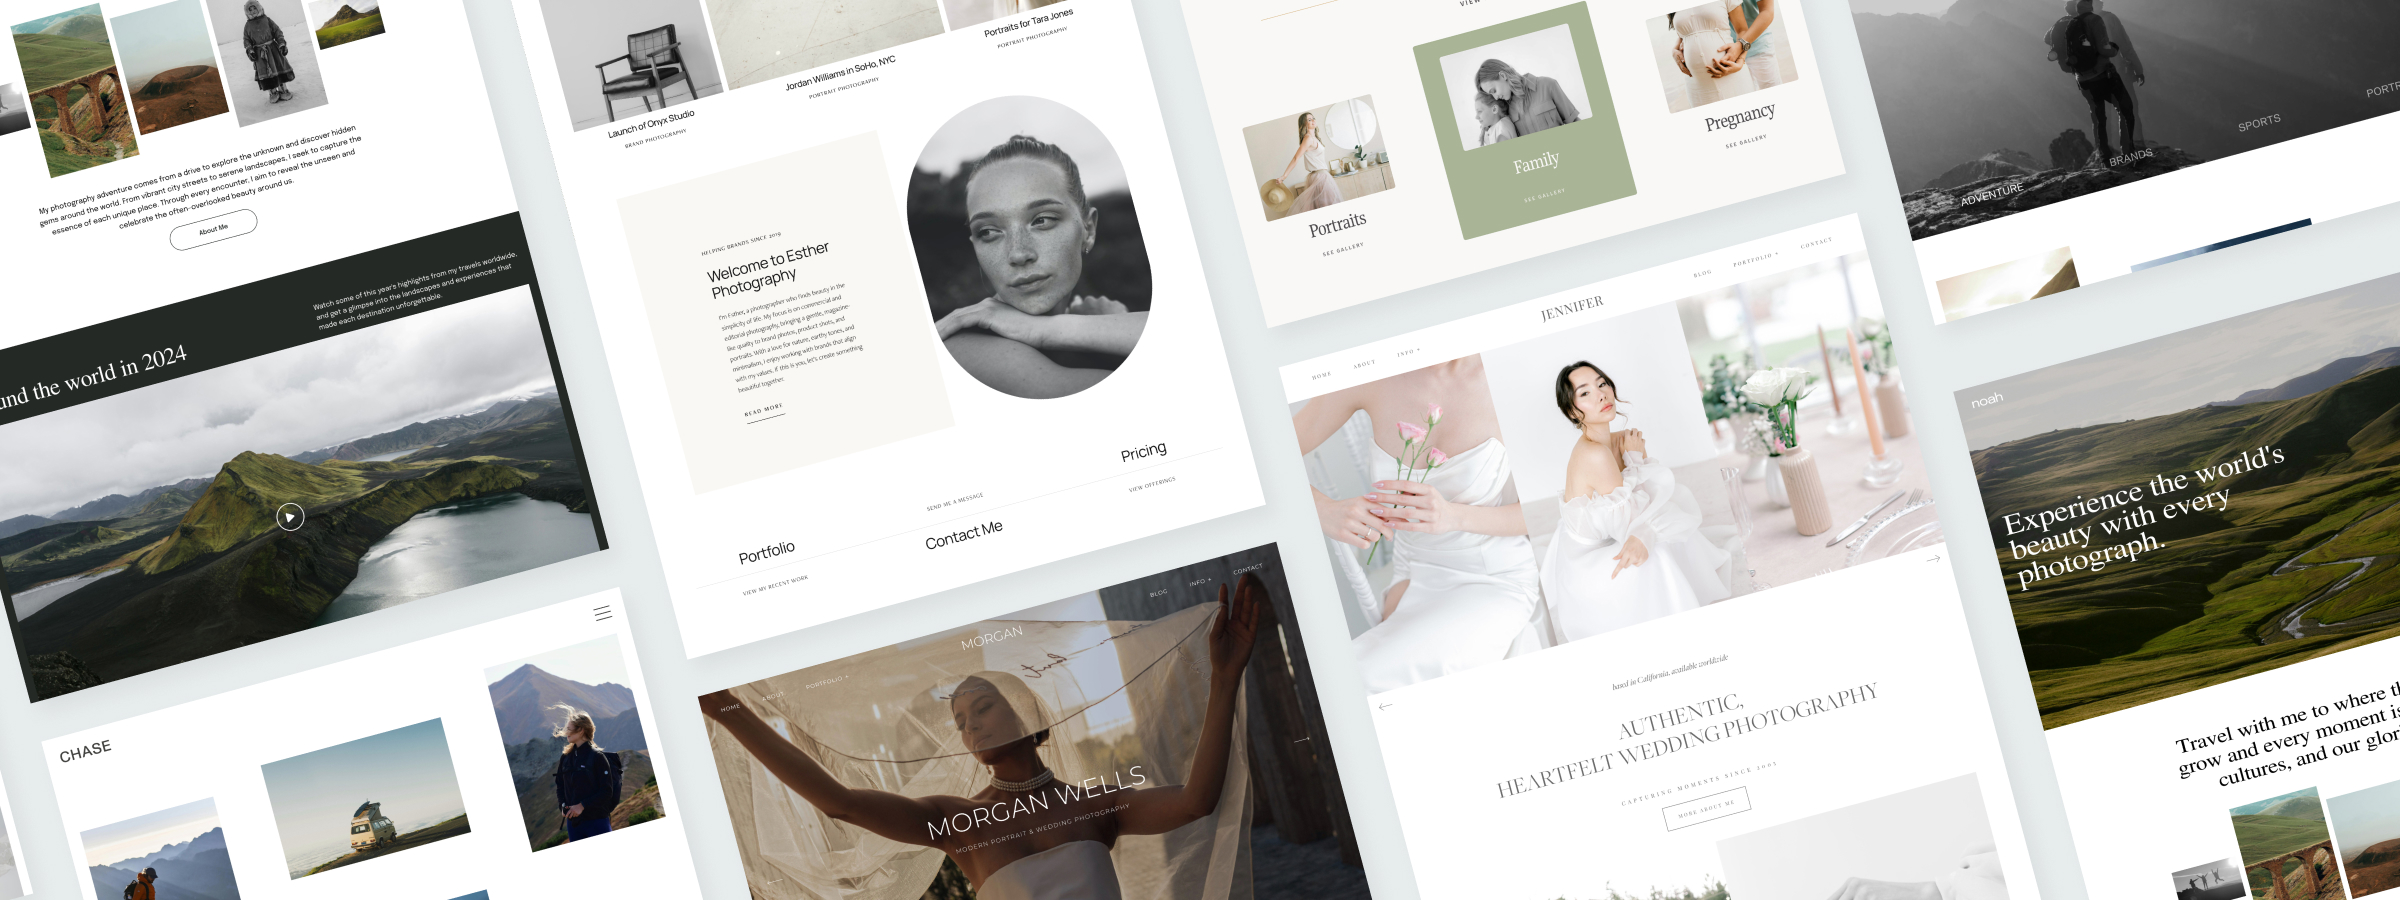 My photography adventure comes from a drive to explore the unknown and discover hidden
gems around the world. From vibrant city streets to serene landscapes, I seek to capture the
essence of each unique place. Through every encounter, I aim to reveal the unseen and
celebrate the often-overlooked beauty around us.
About Me
Watch some of this year's highlights from my travels worldwide,
and get a glimpse into the landscapes and experiences that
made each destination unforgettable.
the world in 2024
CHASE
Launch of Onyx Studio
BRAND PHOTOGRAPHY
Jordan Williams in SoHo, NYC
PORTRAIT PHOTOGRAPHY
Portraits for Tara Jones
PORTRAIT PHOTOGRAPHY
HELPING BRANDS SINCE 2019
Welcome to Esther
Photography
I'm Esther, a photographer who finds beauty in the
simplicity of life. My focus is on commercial and
editorial photography, bringing a gentle, magazine-
like quality to brand photos, product shots, and
portraits. With a love for nature, earthy tones, and
minimalism, I enjoy working with brands that align
with my values. If this is you, let's create something
beautiful together.
READ MORE
Portfolio
VIEW MY RECENT WORK
SEND ME A MESSAGE
Contact Me
Pricing
VIEW OFFERINGS
HOME
ABOUT
PORTFOLIO +
MORGAN
BLOG
INFO +
CONTACT
MORGAN WELLS
MODERN PORTRAIT & WEDDING PHOTOGRAPHY
Portraits
SEE GALLERY
Family
SEE GALLERY
Pregnancy
SEE GALLERY
HOME
ABOUT
INFO +
JENNIFER
BLOG
PORTFOLIO +
CONTACT
based in California, available worldwide
AUTHENTIC,
HEARTFELT WEDDING PHOTOGRAPHY
CAPTURING MOMENTS SINCE 2005
MORE ABOUT ME
ADVENTURE
BRANDS
SPORTS
noah
Experience the world's
beauty with every
photograph.
Travel with me to where
grow and every moment
cultures, and our